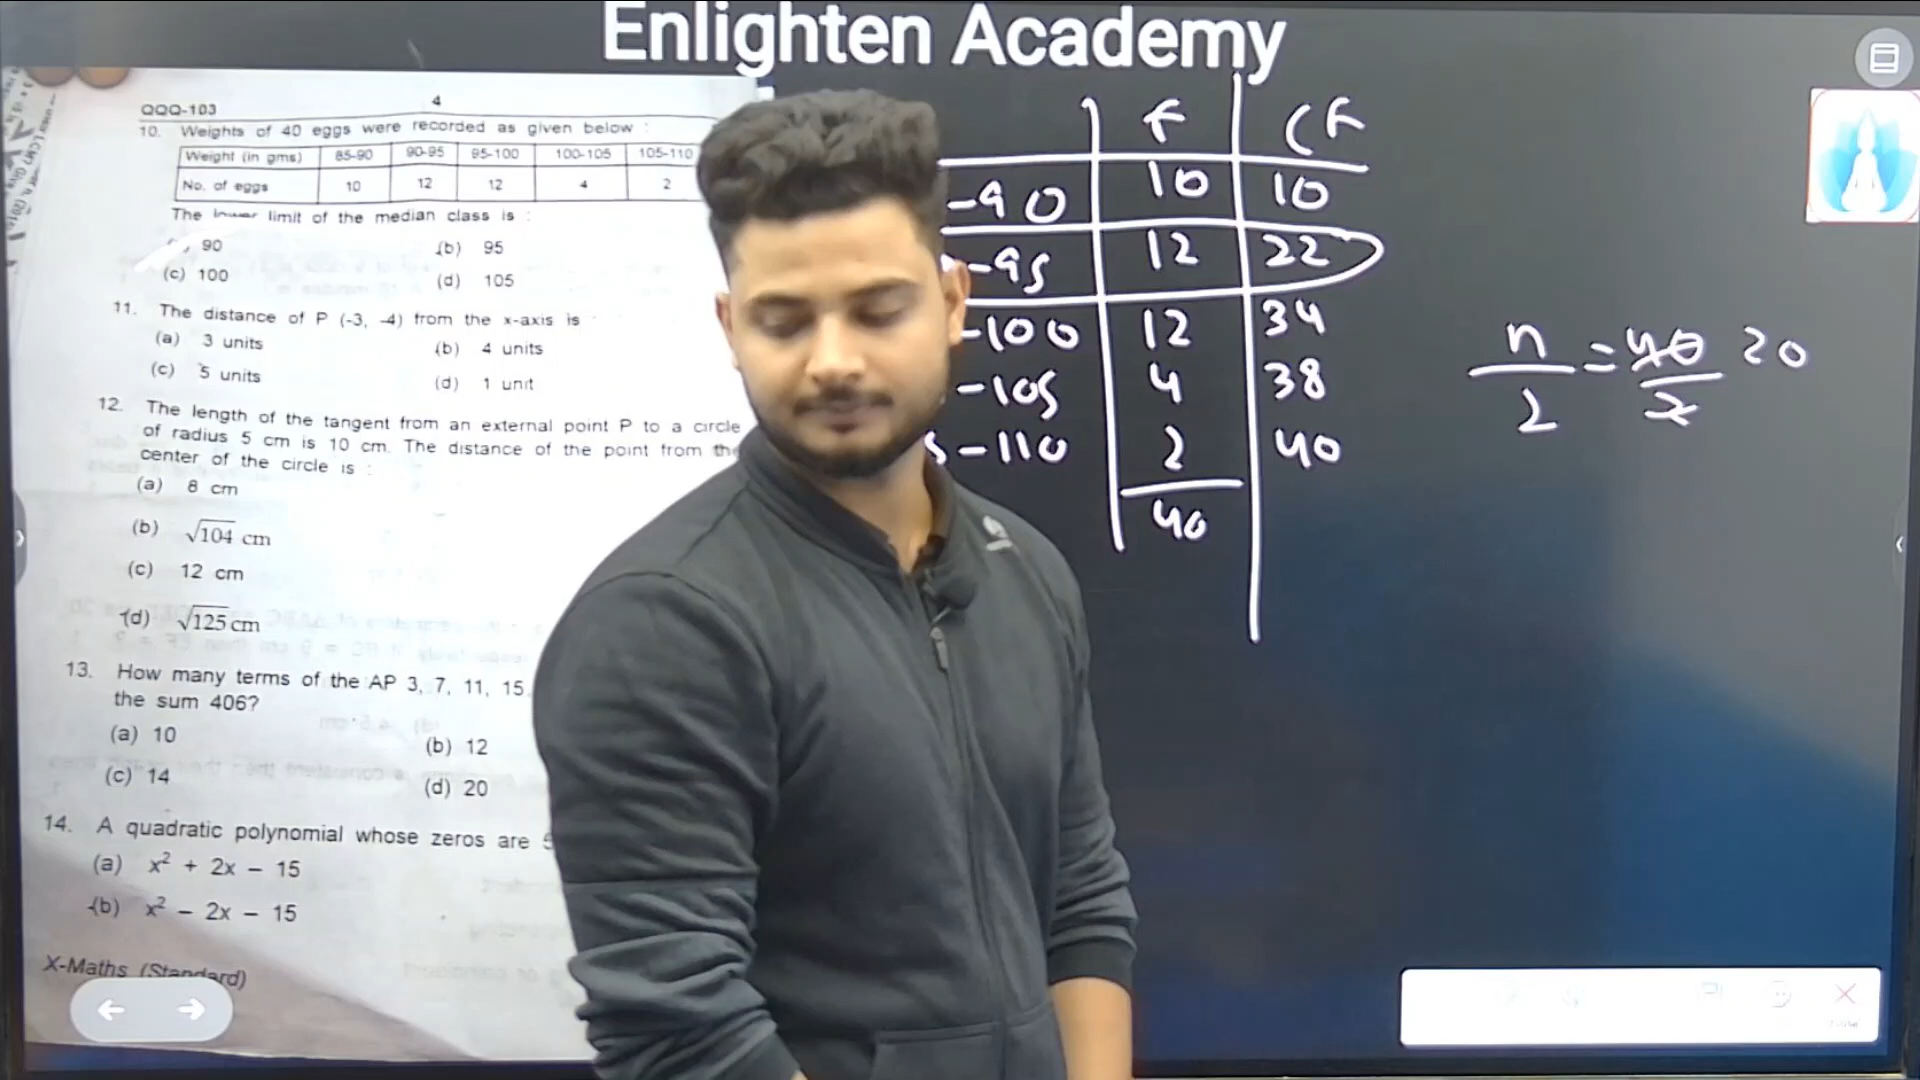 Enlighten Academy
QQQ-103
4
10. Weights of 40 eggs were recorded as given below :
Weight (in gms) 85-90 90-95 95-100 100-105 105-110
No. of eggs 10 12 12 4 2
The lower limit of the median class is :
90
(b) 95
(c) 100
(d) 105
11. The distance of P (-3, -4) from the x-axis is
(a) 3 units
(b) 4 units
(c) 5 units
(d) 1 unit
12. The length of the tangent from an external point P to a circle
of radius 5 cm is 10 cm. The distance of the point from the
center of the circle is :
(a) 8 cm
(b) √104 cm
(c) 12 cm
(d) √125 cm
13. How many terms of the AP 3, 7, 11, 15,
the sum 406?
(a) 10
(b) 12
(c) 14
(d) 20
14. A quadratic polynomial whose zeros are 5
(a) x² + 2x − 15
(b) x² − 2x − 15
X-Maths (Standard)
F CF
-90 10 10
-95 12 22
-100 12 34
-105 4 38
5-110 2 40
40
n/2 = 40/2 20